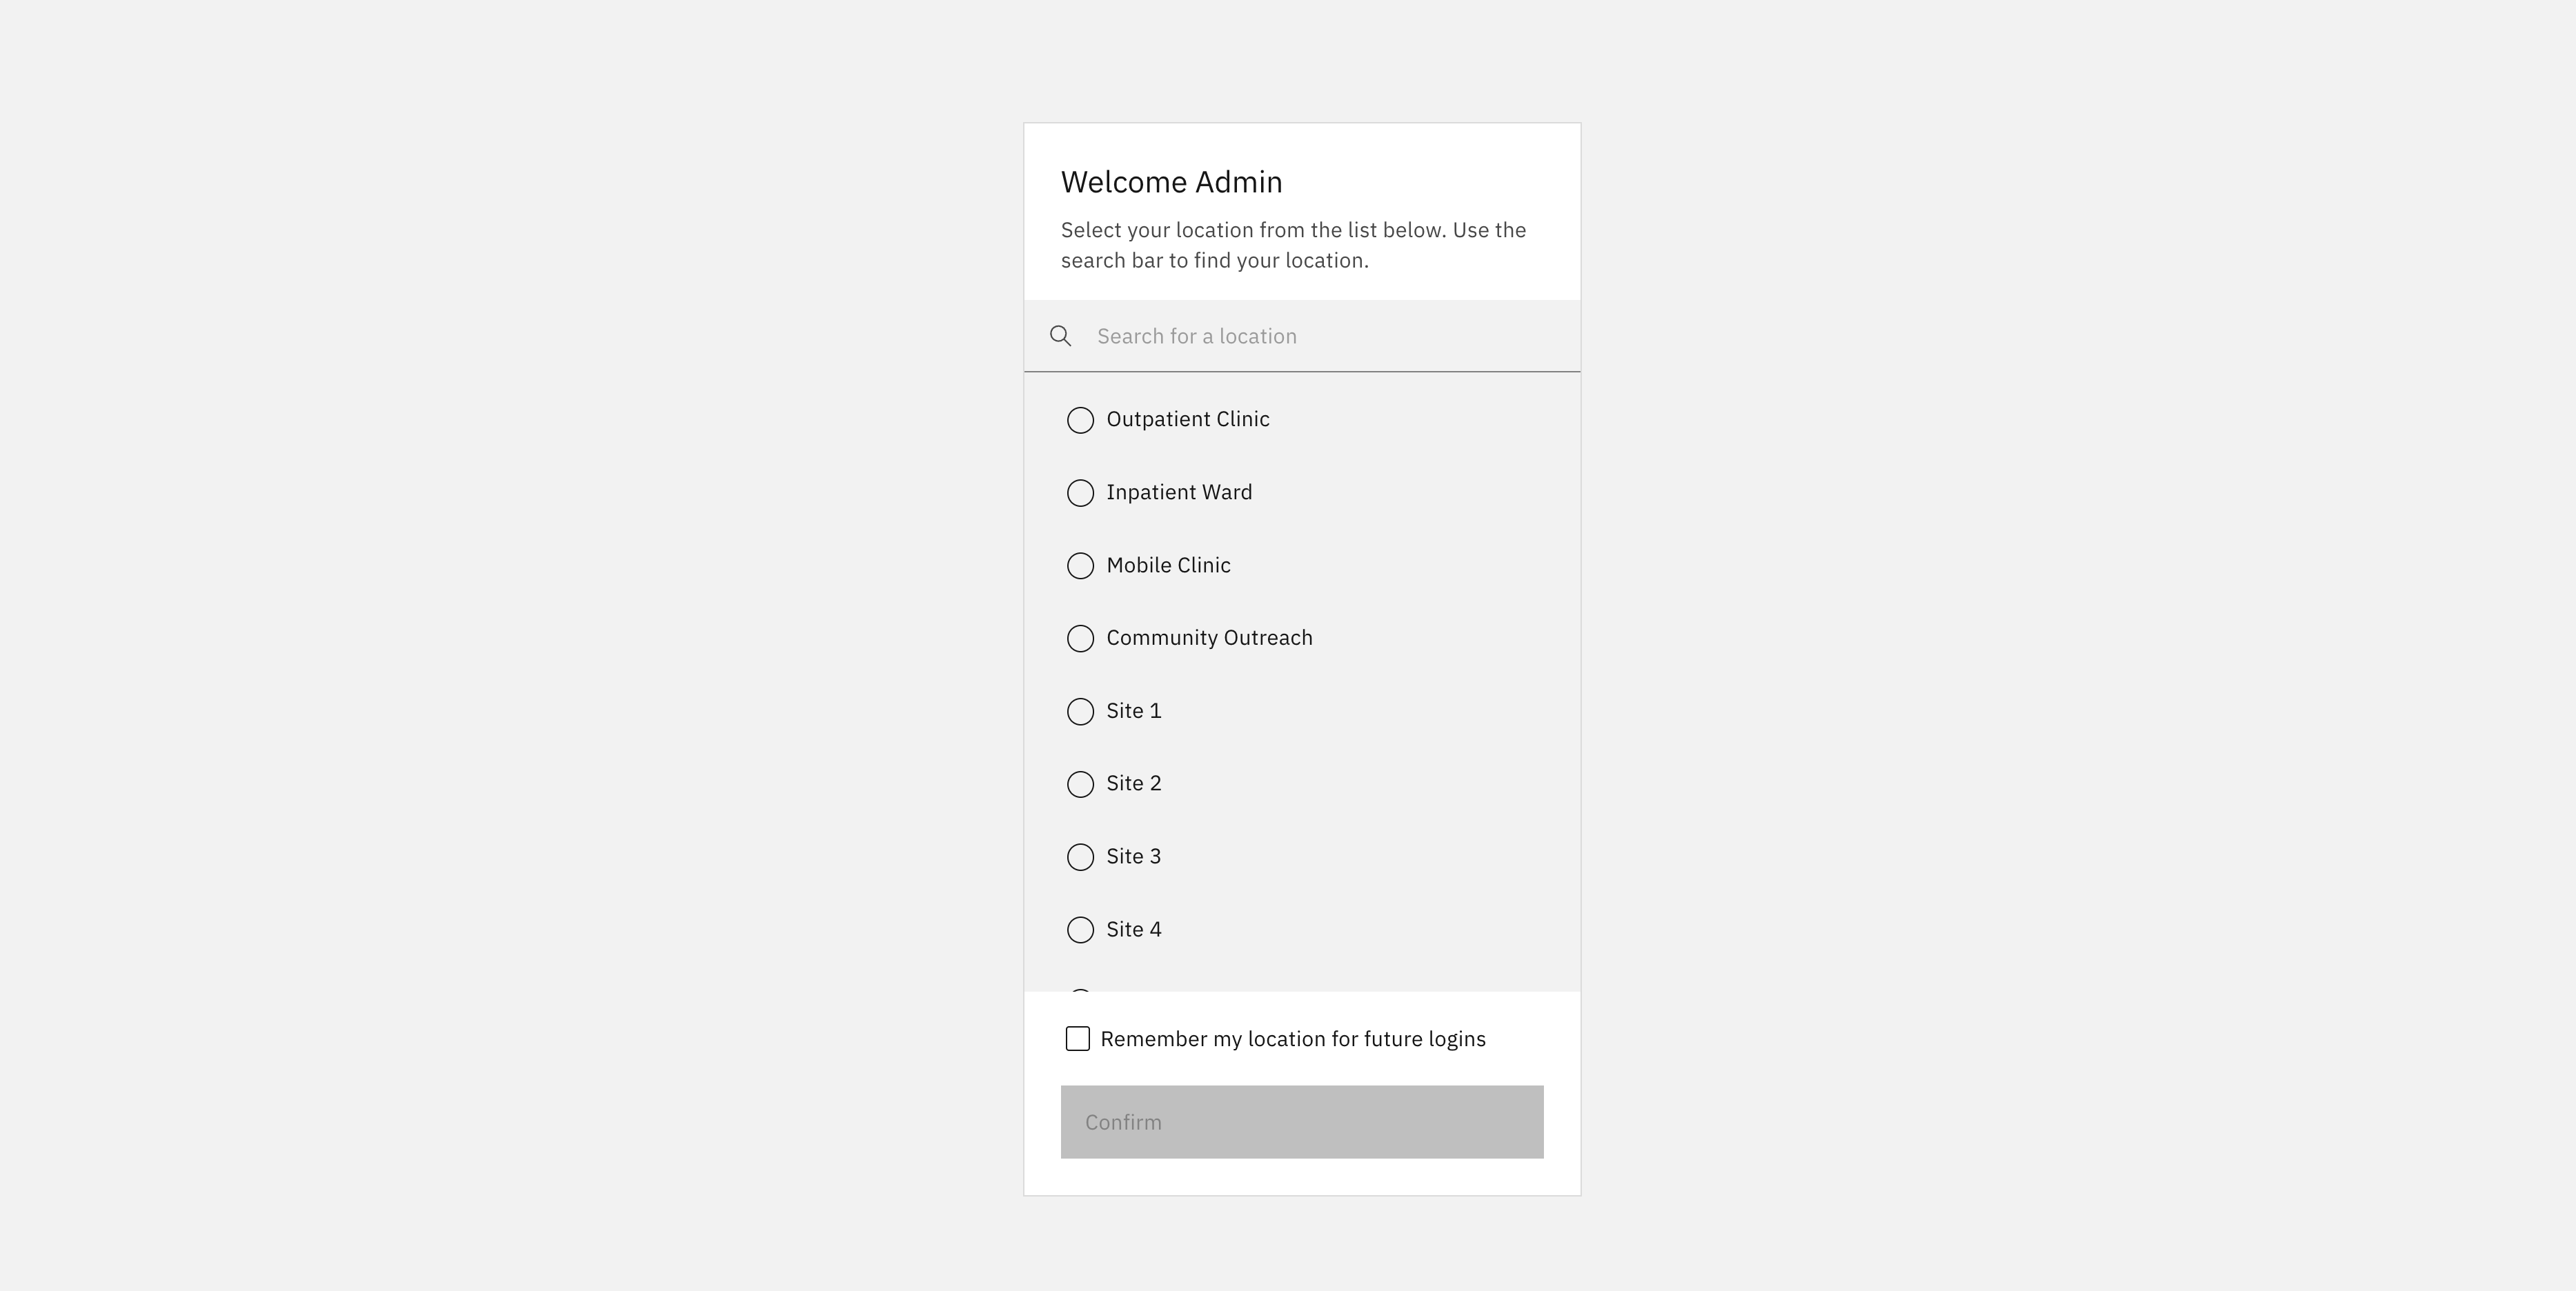 Welcome Admin
Select your location from the list below. Use the
search bar to find your location.
Search for a location
Outpatient Clinic
Inpatient Ward
Mobile Clinic
Community Outreach
Site 1
Site 2
Site 3
Site 4
Remember my location for future logins
Confirm